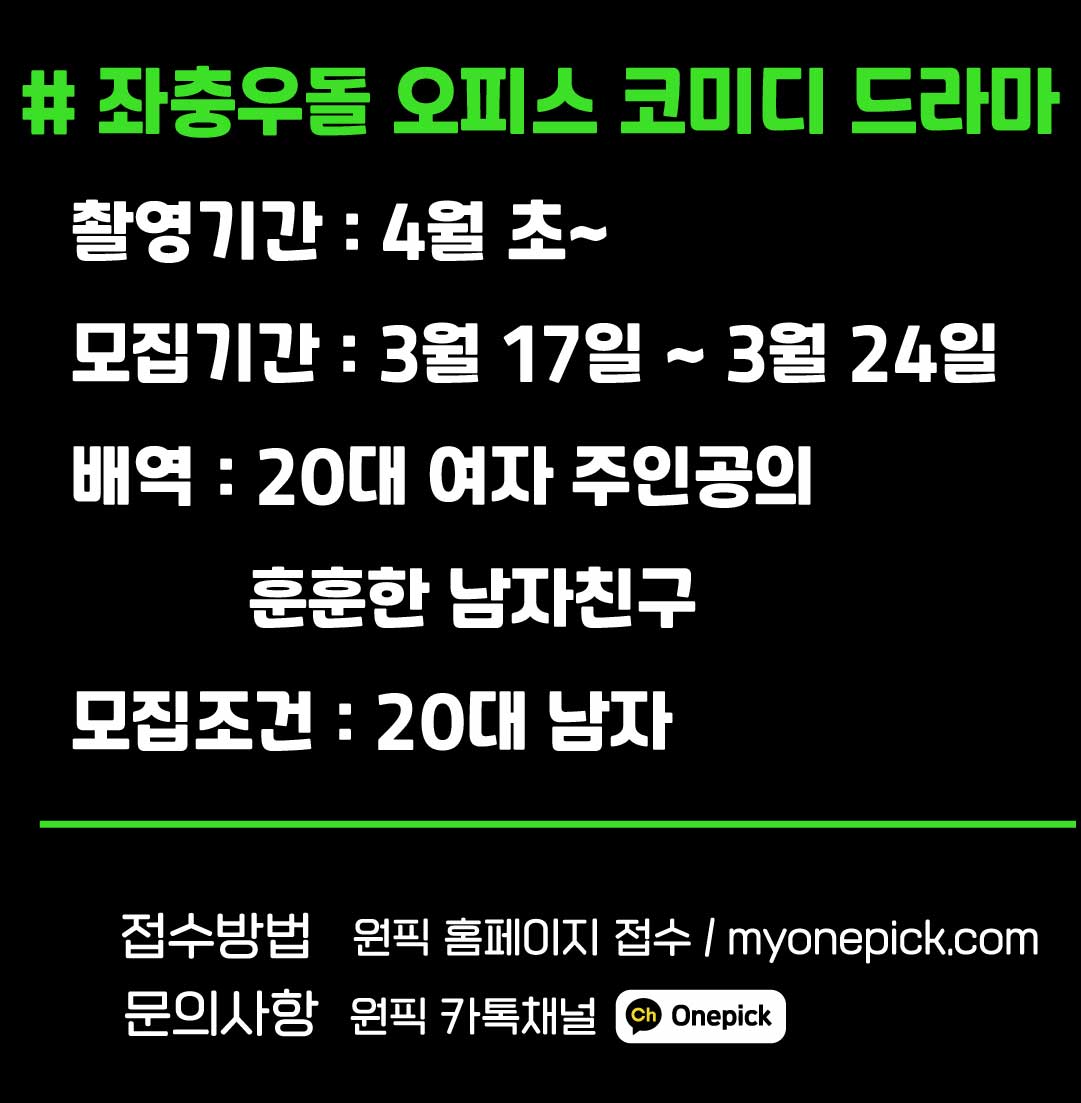 # 좌충우돌 오피스 코미디 드라마
촬영기간 : 4월 초~
모집기간 : 3월 17일 ~ 3월 24일
배역 : 20대 여자 주인공의
훈훈한 남자친구
모집조건 : 20대 남자
접수방법 원픽 홈페이지 접수 / myonepick.com
문의사항 원픽 카톡채널 Ch Onepick